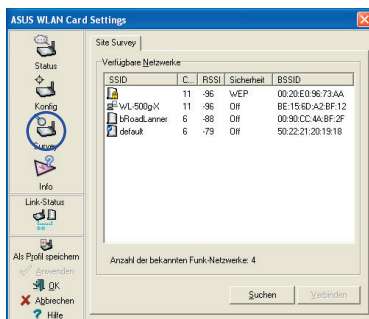 ASUS WLAN Card Settings
Status
Konfig
Survey
Info
Link-Status
Als Profil speichern
Anwenden
OK
Abbrechen
Hilfe
Site Survey
Verfügbare Netzwerke
SSID C... RSSI Sicherheit BSSID
11 -96 WEP 00:20:E0:96:73:AA
WL-500g-X 11 -96 Off BE:15:6D:A2:BF:12
bRoadLanner 6 -88 Off 00:90:CC:4A:BF:2F
default 6 -79 Off 50:22:21:20:19:18
Anzahl der bekannten Funk-Netzwerke: 4
Suchen Verbinden